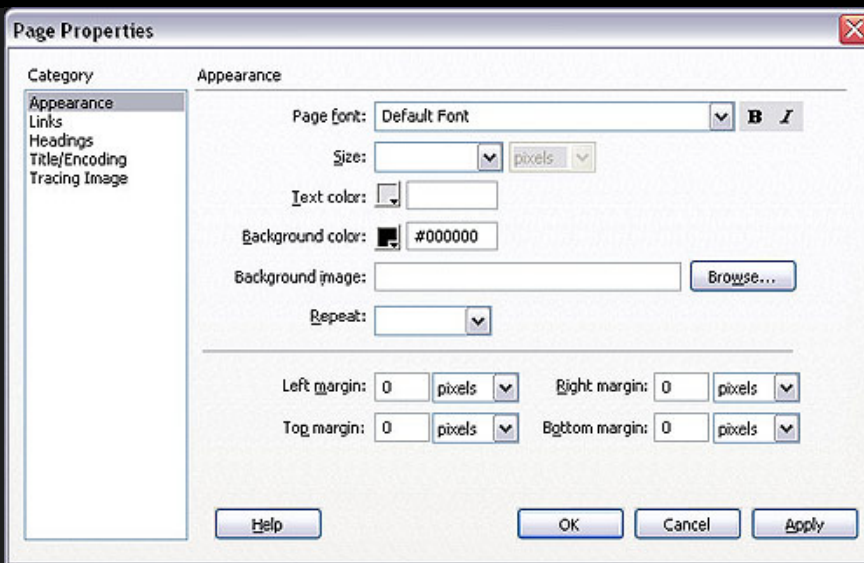 Page Properties
Category
Appearance
Links
Headings
Title/Encoding
Tracing Image
Appearance
Page font: Default Font B I
Size: pixels
Text color:
Background color: #000000
Background image: Browse...
Repeat:
Left margin: 0 pixels Right margin: 0 pixels
Top margin: 0 pixels Bottom margin: 0 pixels
Help OK Cancel Apply